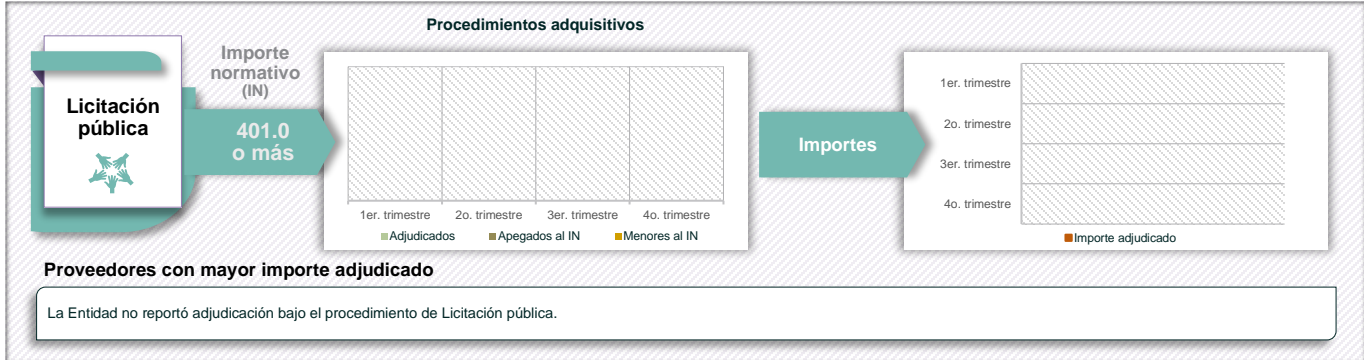 Procedimientos adquisitivos
Licitación
pública
Importe
normativo
(IN)
401.0
o más
1er. trimestre
2o. trimestre
3er. trimestre
4o. trimestre
Adjudicados
Apegados al IN
Menores al IN
Importes
1er. trimestre
2o. trimestre
3er. trimestre
4o. trimestre
Importe adjudicado
Proveedores con mayor importe adjudicado
La Entidad no reportó adjudicación bajo el procedimiento de Licitación pública.